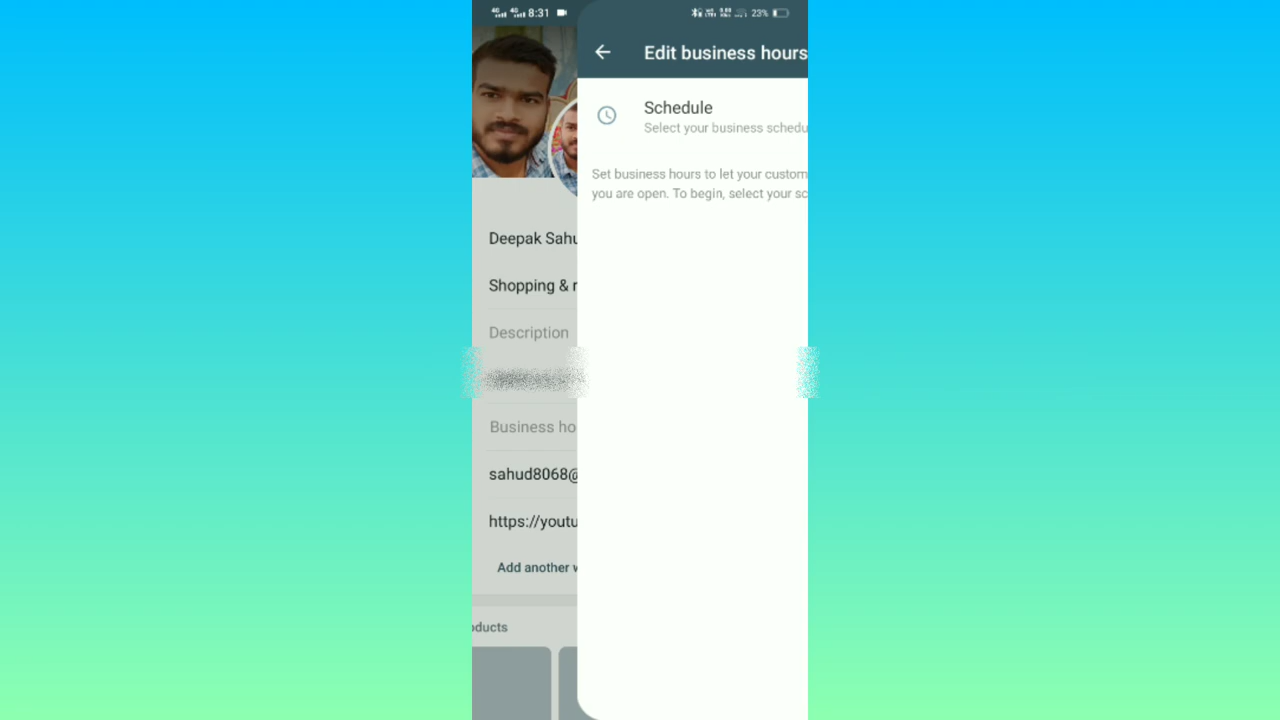 8:31
23%
Edit business hours
Schedule
Select your business schedu
Set business hours to let your custom
you are open. To begin, select your sc
Deepak Sahu
Shopping & r
Description
Business ho
sahud8068@
https://youtu
Add another w
oducts